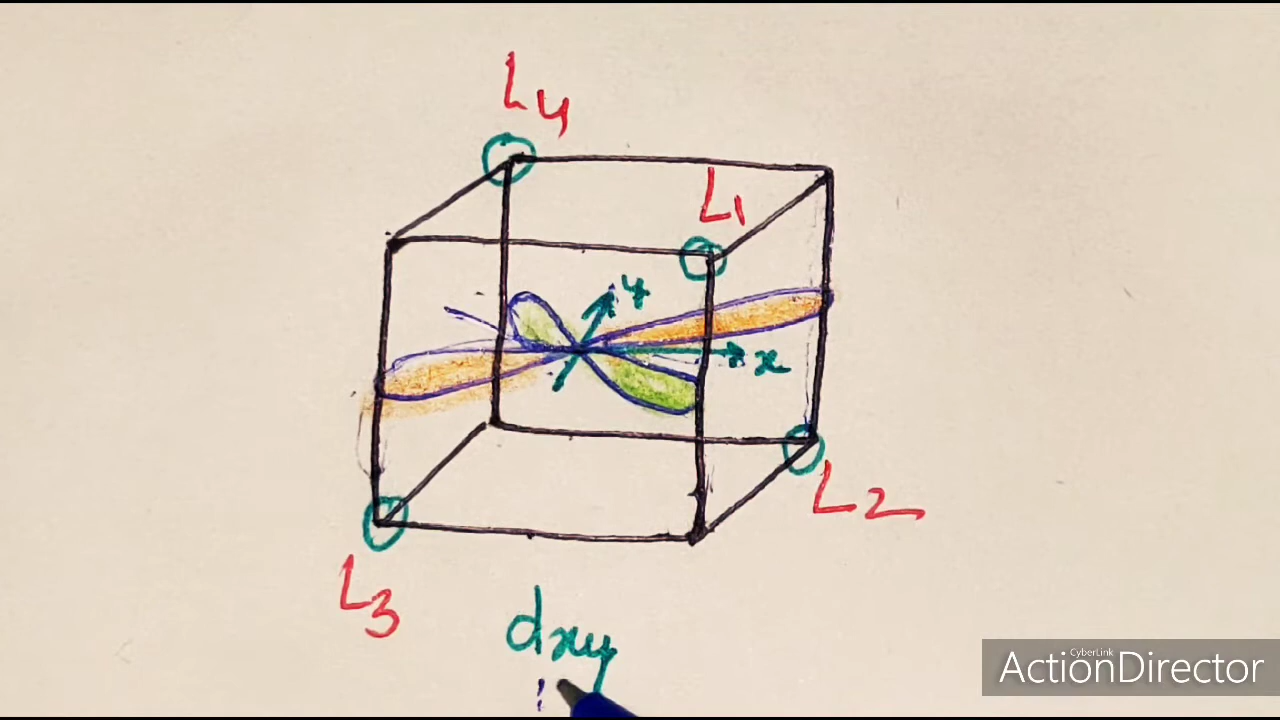 L4
L1
y
x
L2
L3
dxy
CyberLink
ActionDirector